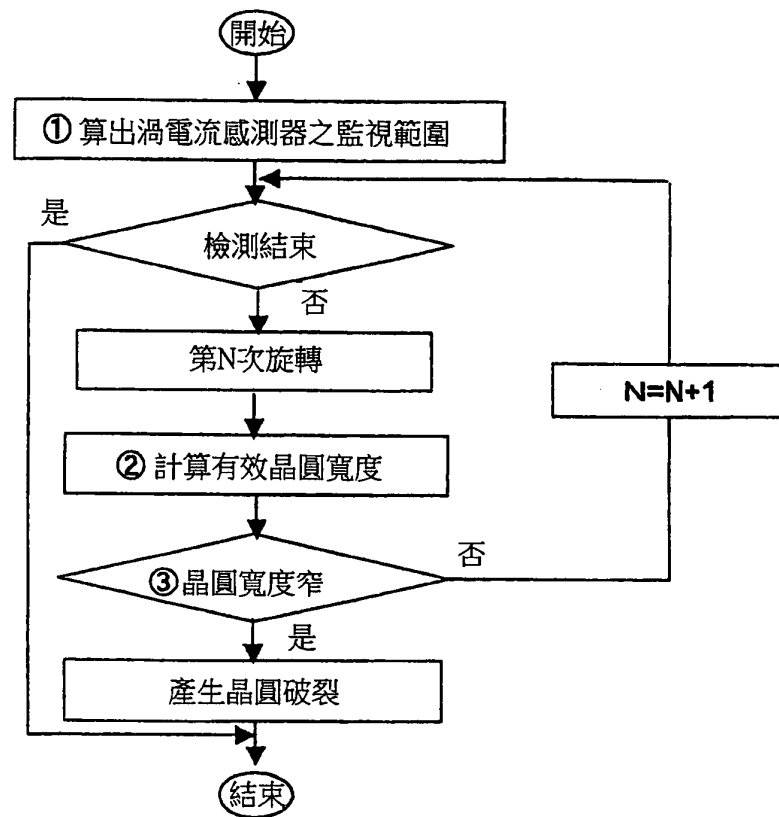 開始
① 算出渦電流感測器之監視範圍
是
檢測結束
否
第N次旋轉
N=N+1
② 計算有效晶圓寬度
否
③ 晶圓寬度窄
是
產生晶圓破裂
結束